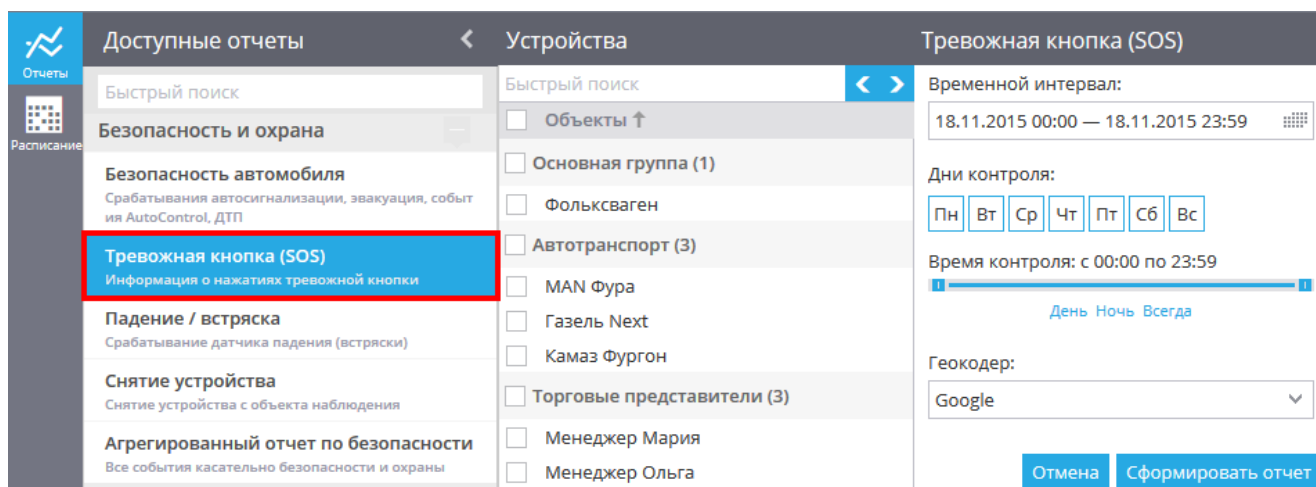 Отчеты
Расписание
Доступные отчеты
Быстрый поиск
Безопасность и охрана
Безопасность автомобиля
Срабатывания автосигнализации, эвакуация, событ
ия AutoControl, ДТП
Тревожная кнопка (SOS)
Информация о нажатиях тревожной кнопки
Падение / встряска
Срабатывание датчика падения (встряски)
Снятие устройства
Снятие устройства с объекта наблюдения
Агрегированный отчет по безопасности
Все события касательно безопасности и охраны
Устройства
Быстрый поиск
Объекты
Основная группа (1)
Фольксваген
Автотранспорт (3)
MAN Фура
Газель Next
Камаз Фургон
Торговые представители (3)
Менеджер Мария
Менеджер Ольга
Тревожная кнопка (SOS)
Временной интервал:
18.11.2015 00:00 — 18.11.2015 23:59
Дни контроля:
Пн Вт Ср Чт Пт Сб Вс
Время контроля: с 00:00 по 23:59
День Ночь Всегда
Геокодер:
Google
Отмена Сформировать отчет